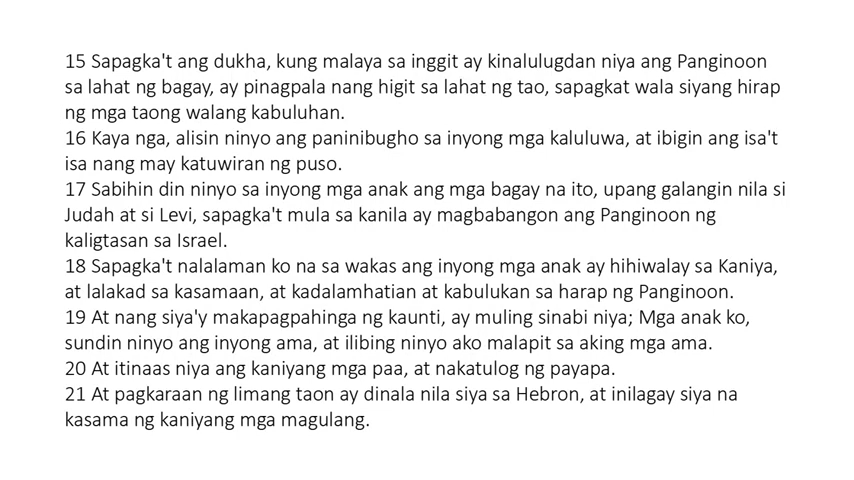 15 Sapagka't ang dukha, kung malaya sa inggit ay kinalulugdan niya ang Panginoon
sa lahat ng bagay, ay pinagpala nang higit sa lahat ng tao, sapagkat wala siyang hirap
ng mga taong walang kabuluhan.
16 Kaya nga, alisin ninyo ang paninibugho sa inyong mga kaluluwa, at ibigin ang isa't
isa nang may katuwiran ng puso.
17 Sabihin din ninyo sa inyong mga anak ang mga bagay na ito, upang galangin nila si
Judah at si Levi, sapagka't mula sa kanila ay magbabangon ang Panginoon ng
kaligtasan sa Israel.
18 Sapagka't nalalaman ko na sa wakas ang inyong mga anak ay hihiwalay sa Kaniya,
at lalakad sa kasamaan, at kadalamhatian at kabulukan sa harap ng Panginoon.
19 At nang siya'y makapagpahinga ng kaunti, ay muling sinabi niya; Mga anak ko,
sundin ninyo ang inyong ama, at ilibing ninyo ako malapit sa aking mga ama.
20 At itinaas niya ang kaniyang mga paa, at nakatulog ng payapa.
21 At pagkaraan ng limang taon ay dinala nila siya sa Hebron, at inilagay siya na
kasama ng kaniyang mga magulang.